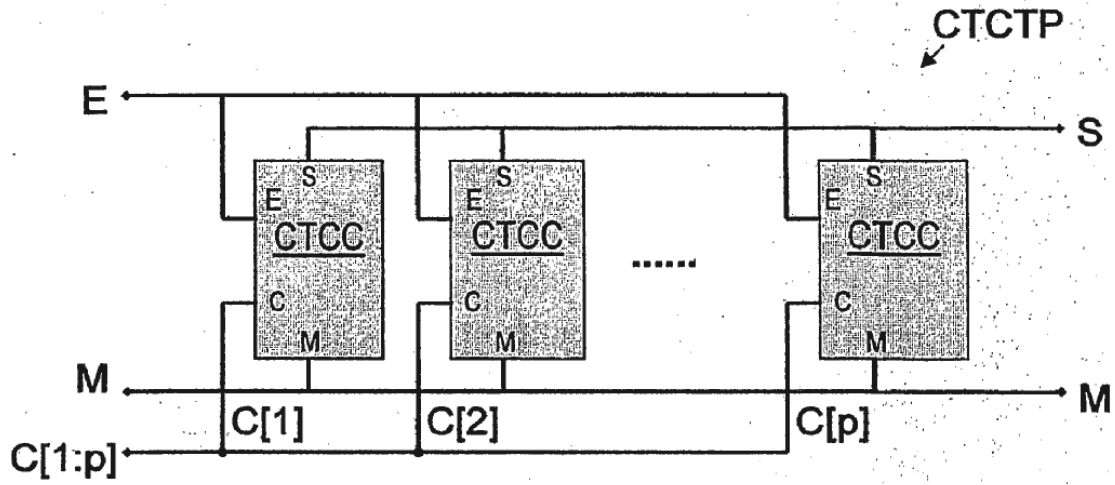 CTCTP
E
S
S
S
S
E
E
E
CTCC
CTCC
CTCC
......
C
C
C
M
M
M
M
M
C[1]
C[2]
C[p]
C[1:p]